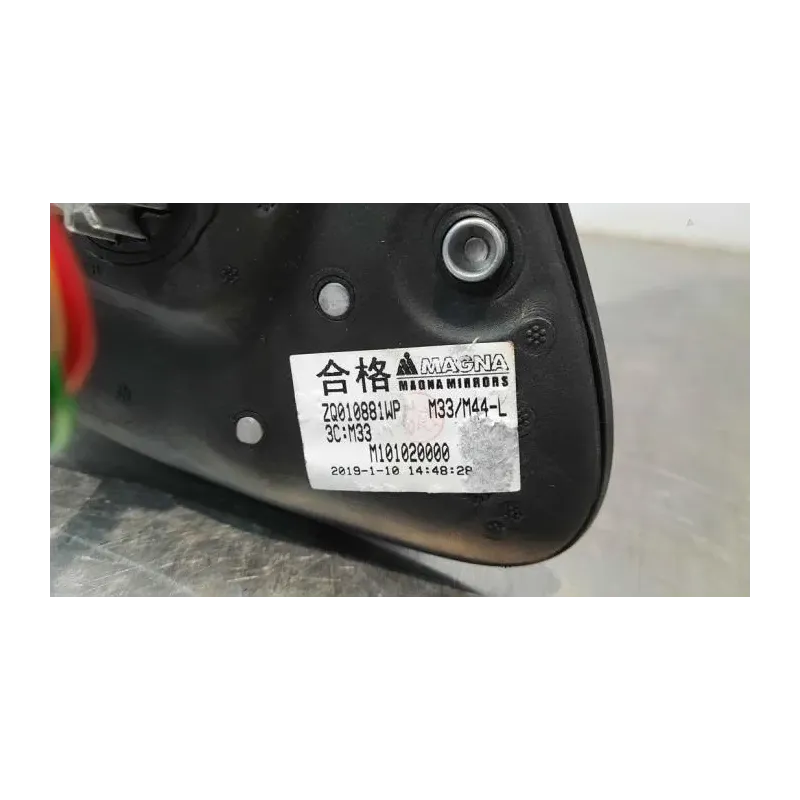 合格 MAGNA
MAGNA MIRRORS
ZQ010881WP M33/M44-L
3C:M33
M101020000
2019-1-10 14:48:28